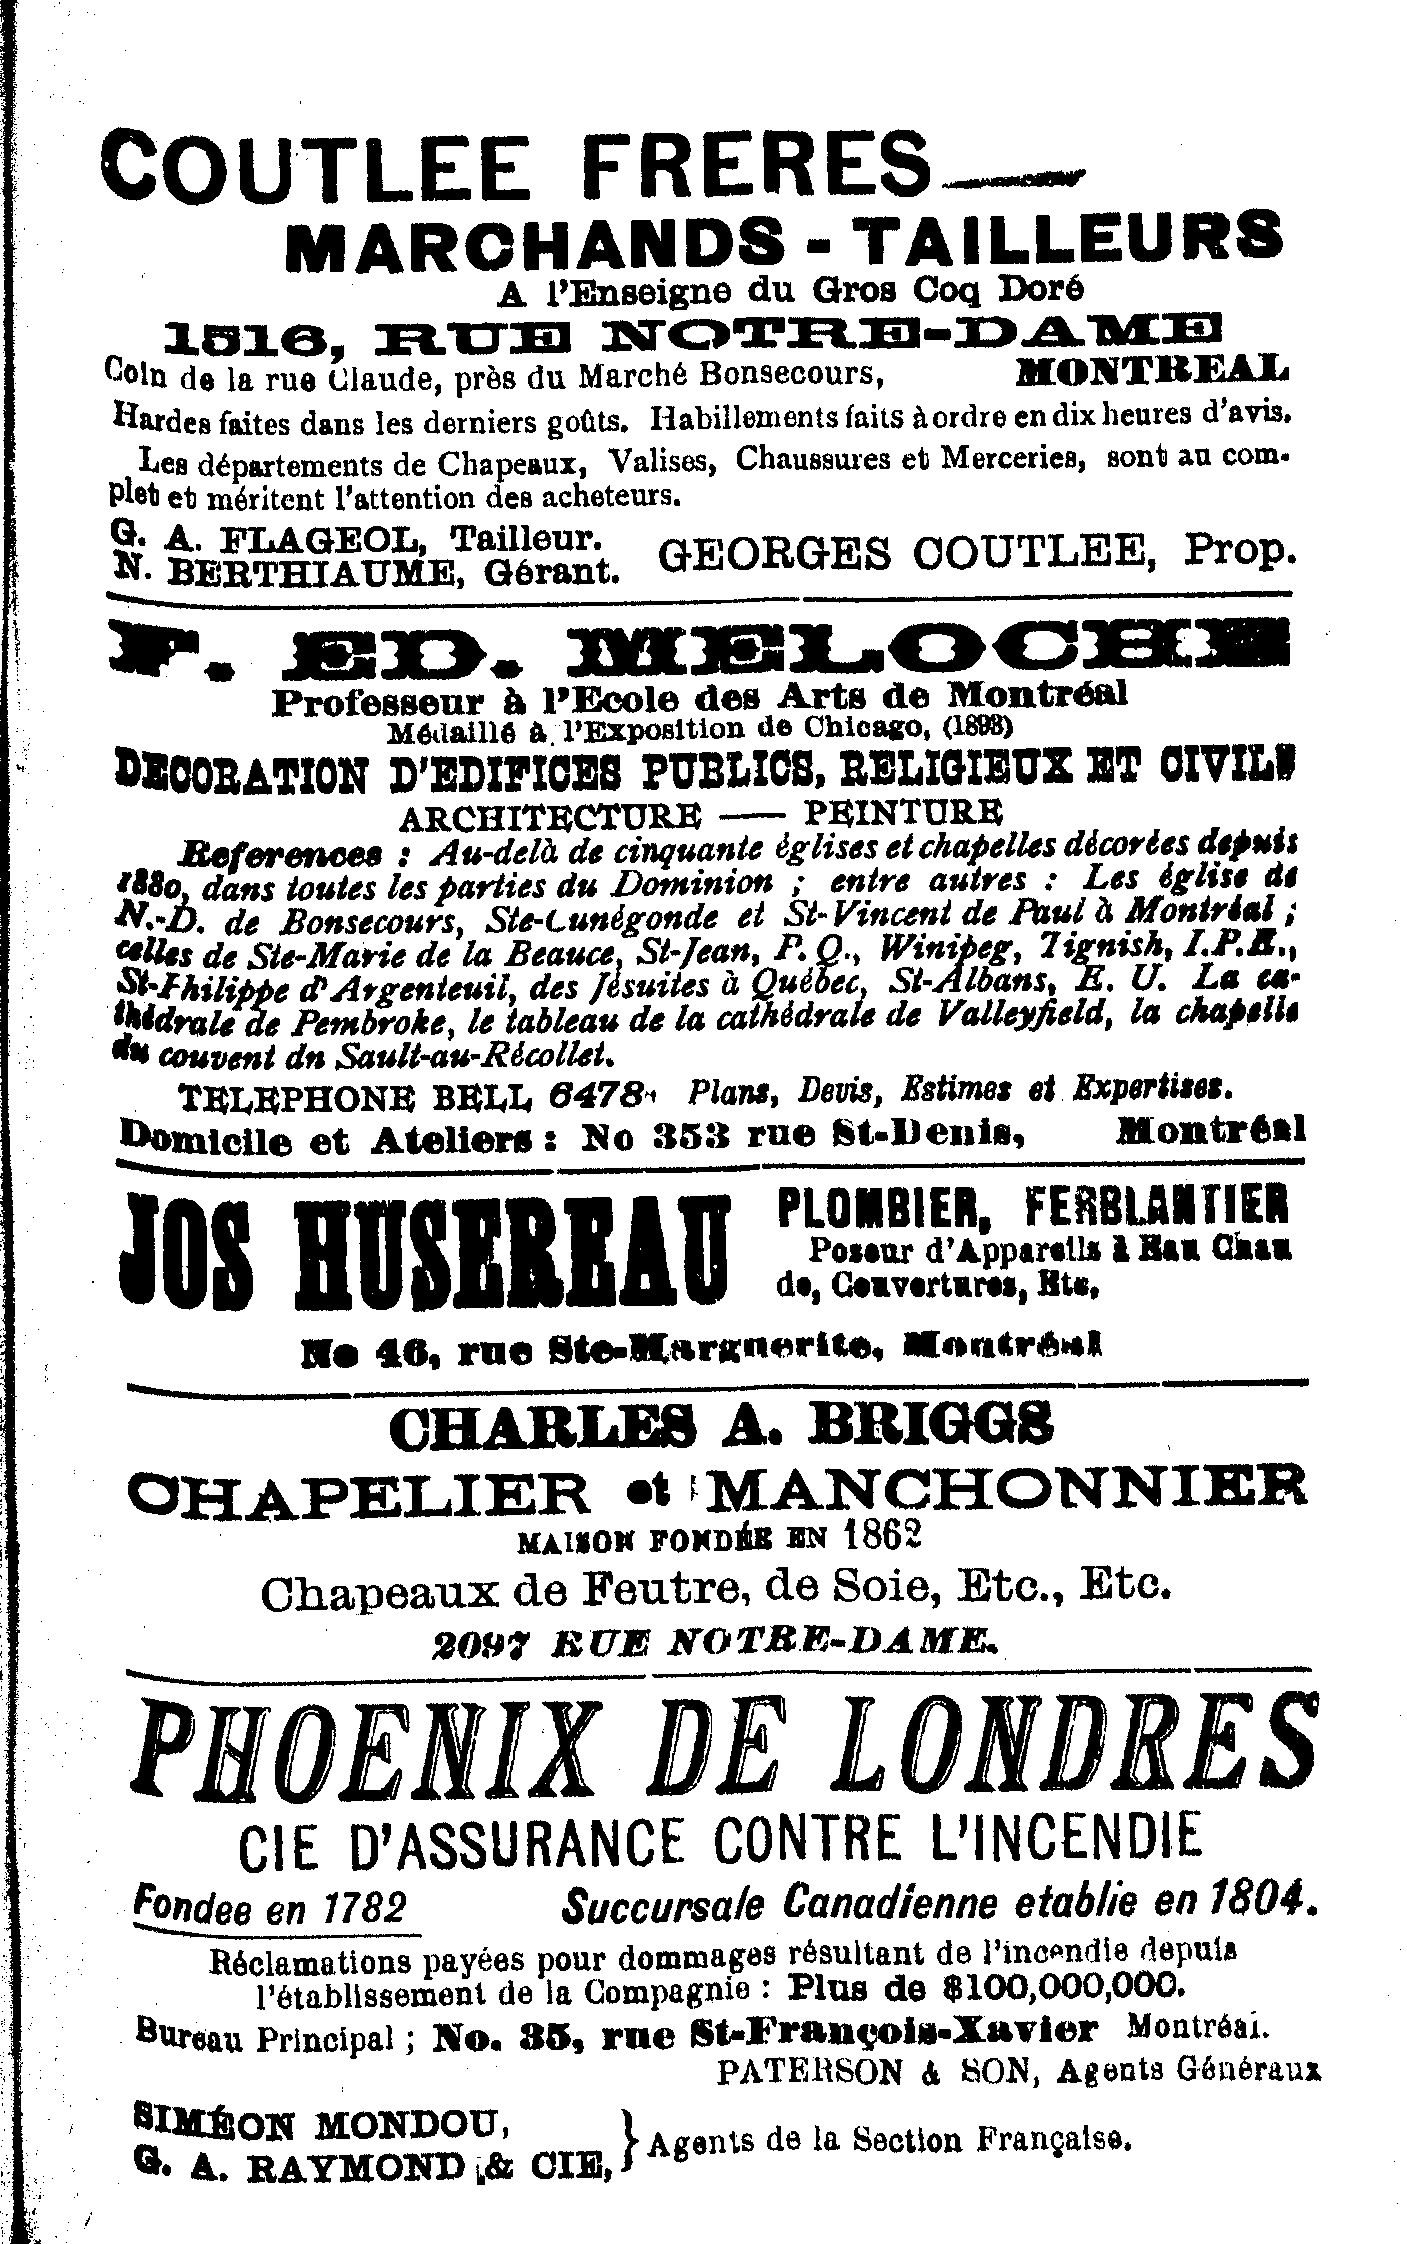 COUTLEE FRERES
MARCHANDS - TAILLEURS
A l'Enseigne du Gros Coq Doré
1516, RUE NOTRE-DAME
Coin de la rue Claude, près du Marché Bonsecours, MONTREAL
Hardes faites dans les derniers goûts. Habillements faits à ordre en dix heures d'avis.
Les départements de Chapeaux, Valises, Chaussures et Merceries, sont au com-
plet et méritent l'attention des acheteurs.
G. A. FLAGEOL, Tailleur.
N. BERTHIAUME, Gérant. GEORGES COUTLEE, Prop.
F. ED. MELOCHE
Professeur à l'Ecole des Arts de Montréal
Médaillé à l'Exposition de Chicago, (1893)
DECORATION D'EDIFICES PUBLICS, RELIGIEUX ET CIVILS
ARCHITECTURE — PEINTURE
References : Au-delà de cinquante églises et chapelles décorées depuis
1880, dans toutes les parties du Dominion ; entre autres : Les église de
N.-D. de Bonsecours, Ste-Cunégonde et St-Vincent de Paul à Montréal ;
celles de Ste-Marie de la Beauce, St-Jean, P. Q., Winipeg, Tignish, I.P.E.,
St-Philippe d'Argenteuil, des Jésuites à Québec, St-Albans, E. U. La ca-
thédrale de Pembroke, le tableau de la cathédrale de Valleyfield, la chapelle
du couvent dn Sault-au-Récollet.
TELEPHONE BELL 6478 Plans, Devis, Estimes et Expertises.
Domicile et Ateliers : No 353 rue St-Denis, Montréal
JOS HUSEREAU PLOMBIER, FERBLANTIER
Poseur d'Appareils à Eau Chau
de, Couvertures, Etc,
No 46, rue Ste-Marguerite, Montréal
CHARLES A. BRIGGS
CHAPELIER et MANCHONNIER
MAISON FONDÉE EN 1862
Chapeaux de Feutre, de Soie, Etc., Etc.
2097 RUE NOTRE-DAME.
PHOENIX DE LONDRES
CIE D'ASSURANCE CONTRE L'INCENDIE
Fondee en 1782 Succursale Canadienne etablie en 1804.
Réclamations payées pour dommages résultant de l'incendie depuis
l'établissement de la Compagnie : Plus de $100,000,000.
Bureau Principal ; No. 35, rue St-François-Xavier Montréal.
PATERSON & SON, Agents Généraux
SIMÉON MONDOU,
G. A. RAYMOND & CIE, } Agents de la Section Française.